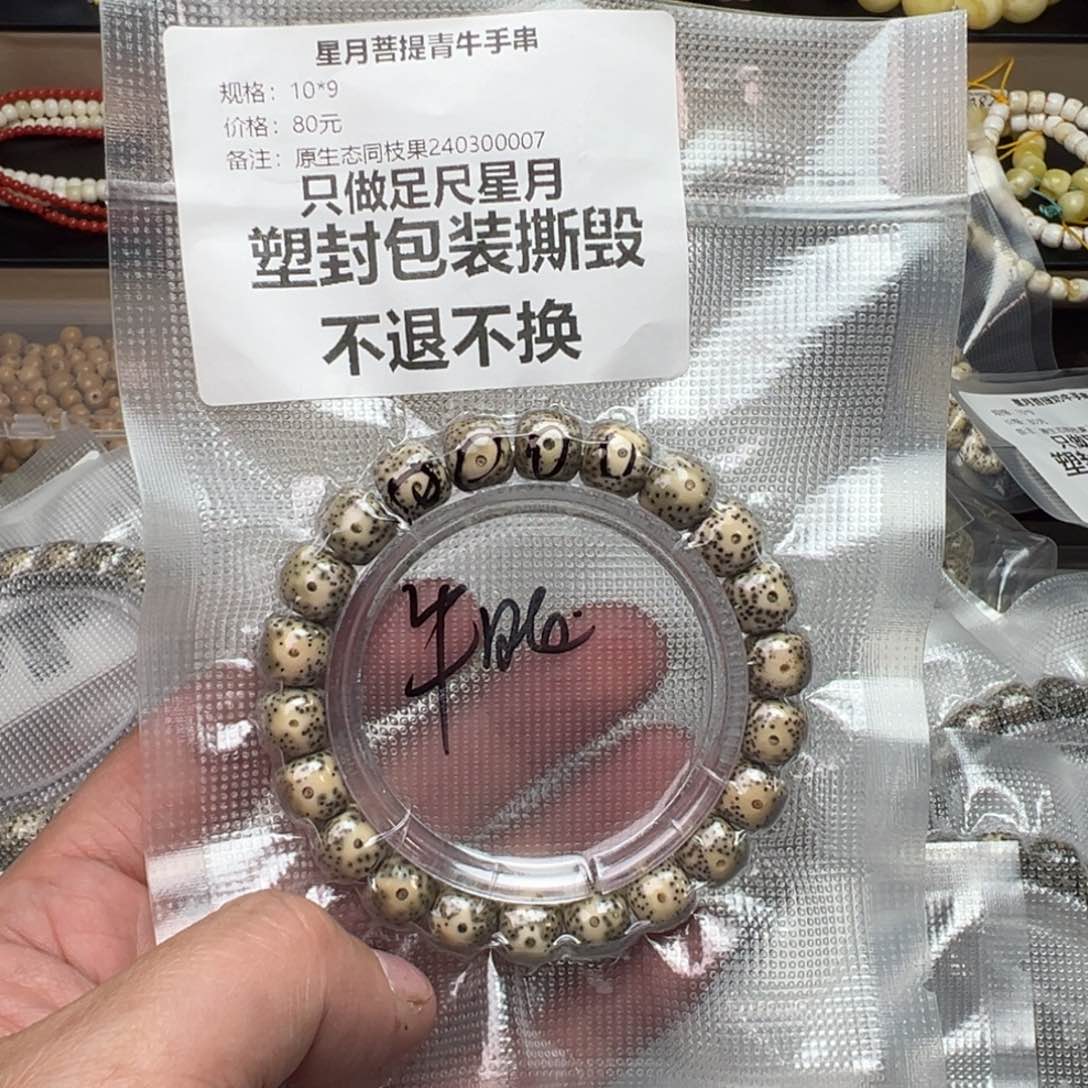 星月菩提青牛手串
规格：10*9
价格：80元
备注：原生态同枝果240300007
只做足尺星月
塑封包装撕毁
不退不换